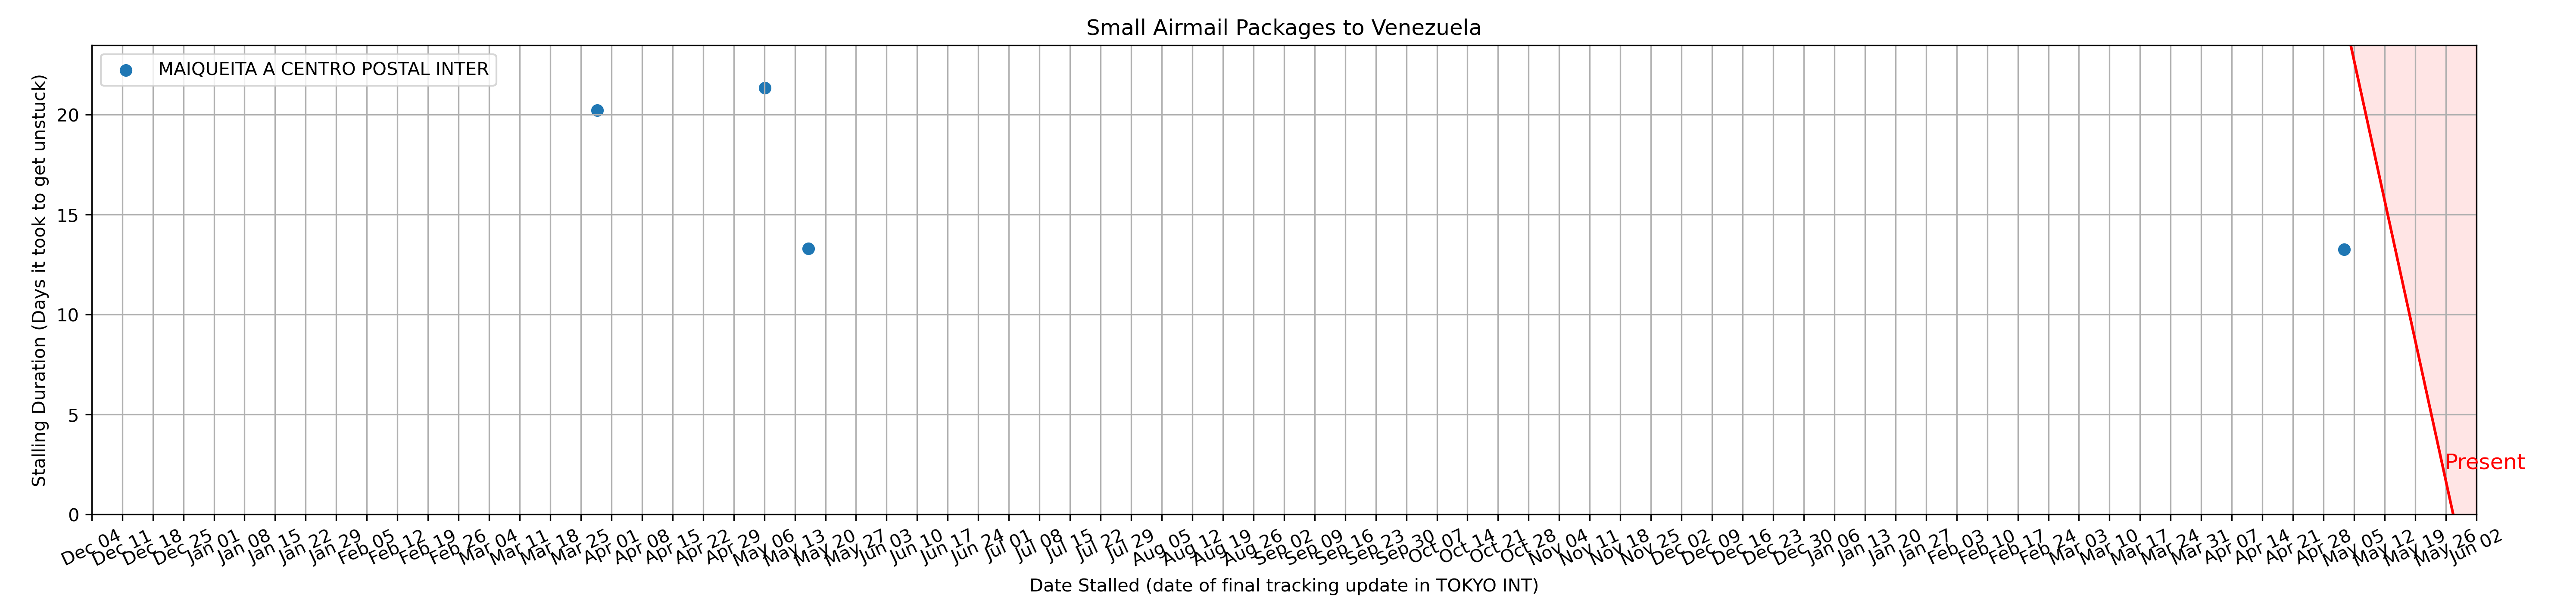 Small Airmail Packages to Venezuela
MAIQUEITA A CENTRO POSTAL INTER
Stalling Duration (Days it took to get unstuck)
20
15
10
5
0
Present
Dec 04
Dec 11
Dec 18
Dec 25
Jan 01
Jan 08
Jan 15
Jan 22
Jan 29
Feb 05
Feb 12
Feb 19
Feb 26
Mar 04
Mar 11
Mar 18
Mar 25
Apr 01
Apr 08
Apr 15
Apr 22
Apr 29
May 06
May 13
May 20
May 27
Jun 03
Jun 10
Jun 17
Jun 24
Jul 01
Jul 08
Jul 15
Jul 22
Jul 29
Aug 05
Aug 12
Aug 19
Aug 26
Sep 02
Sep 09
Sep 16
Sep 23
Sep 30
Oct 07
Oct 14
Oct 21
Oct 28
Nov 04
Nov 11
Nov 18
Nov 25
Dec 02
Dec 09
Dec 16
Dec 23
Dec 30
Jan 06
Jan 13
Jan 20
Jan 27
Feb 03
Feb 10
Feb 17
Feb 24
Mar 03
Mar 10
Mar 17
Mar 24
Mar 31
Apr 07
Apr 14
Apr 21
Apr 28
May 05
May 12
May 19
May 26
Jun 02
Date Stalled (date of final tracking update in TOKYO INT)